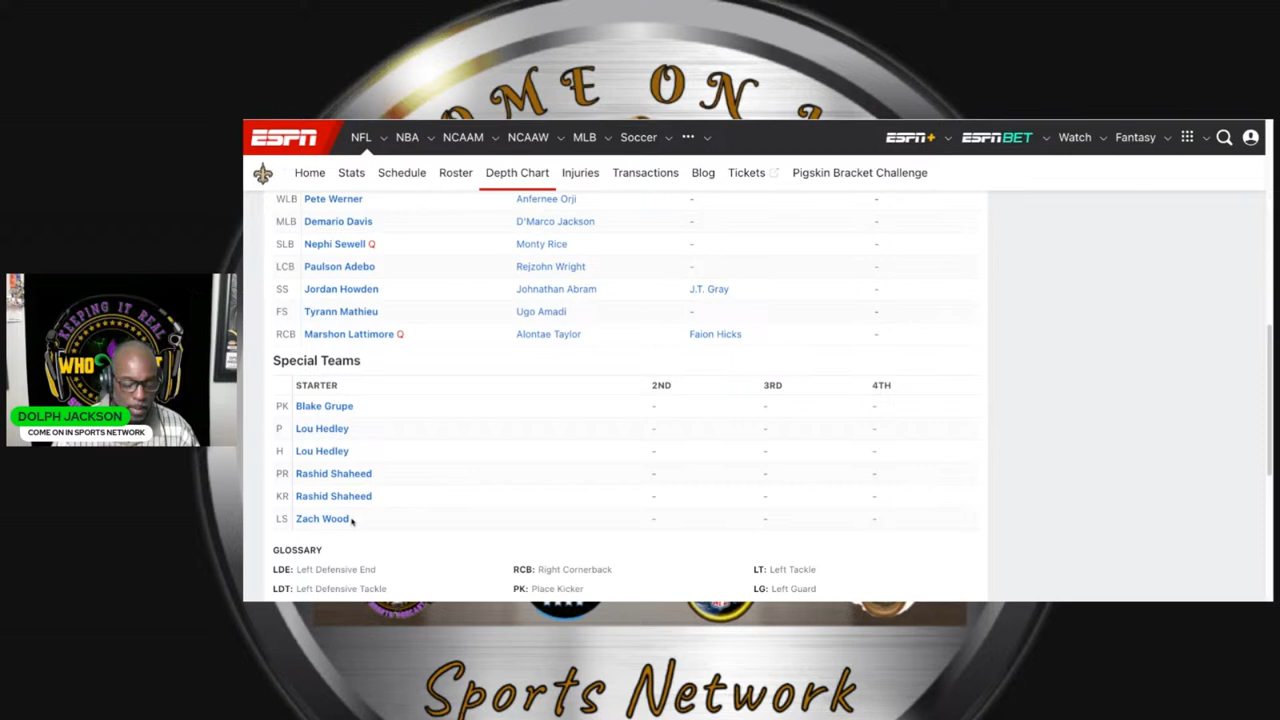 OME ON I
ESPN NFL NBA NCAAM NCAAW MLB Soccer ••• ESPN+ ESPN BET Watch Fantasy
Home Stats Schedule Roster Depth Chart Injuries Transactions Blog Tickets Pigskin Bracket Challenge
WLB Pete Werner Anfernee Orji - -
MLB Demario Davis D'Marco Jackson - -
SLB Nephi Sewell Q Monty Rice - -
LCB Paulson Adebo Rejzohn Wright - -
SS Jordan Howden Johnathan Abram J.T. Gray -
FS Tyrann Mathieu Ugo Amadi - -
RCB Marshon Lattimore Q Alontae Taylor Faion Hicks -
Special Teams
STARTER 2ND 3RD 4TH
PK Blake Grupe - - -
P Lou Hedley - - -
H Lou Hedley - - -
PR Rashid Shaheed - - -
KR Rashid Shaheed - - -
LS Zach Wood - - -
GLOSSARY
LDE: Left Defensive End RCB: Right Cornerback LT: Left Tackle
LDT: Left Defensive Tackle PK: Place Kicker LG: Left Guard
KEEPING IT REAL
WHO
DOLPH JACKSON
COME ON IN SPORTS NETWORK
Sports Network